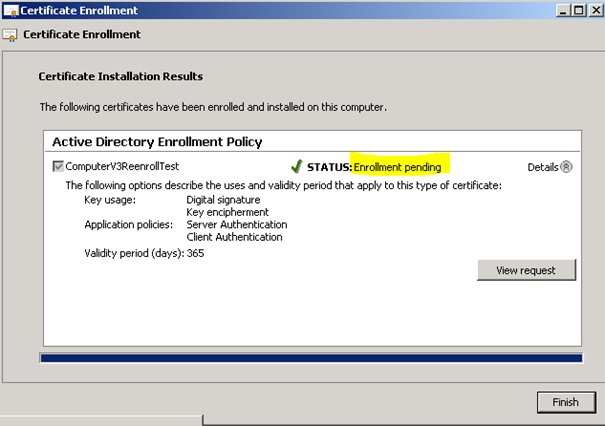 Certificate Enrollment
Certificate Enrollment
Certificate Installation Results
The following certificates have been enrolled and installed on this computer.
Active Directory Enrollment Policy
ComputerV3ReenrollTest STATUS: Enrollment pending Details
The following options describe the uses and validity period that apply to this type of certificate:
Key usage: Digital signature
Key encipherment
Application policies: Server Authentication
Client Authentication
Validity period (days): 365
View request
Finish